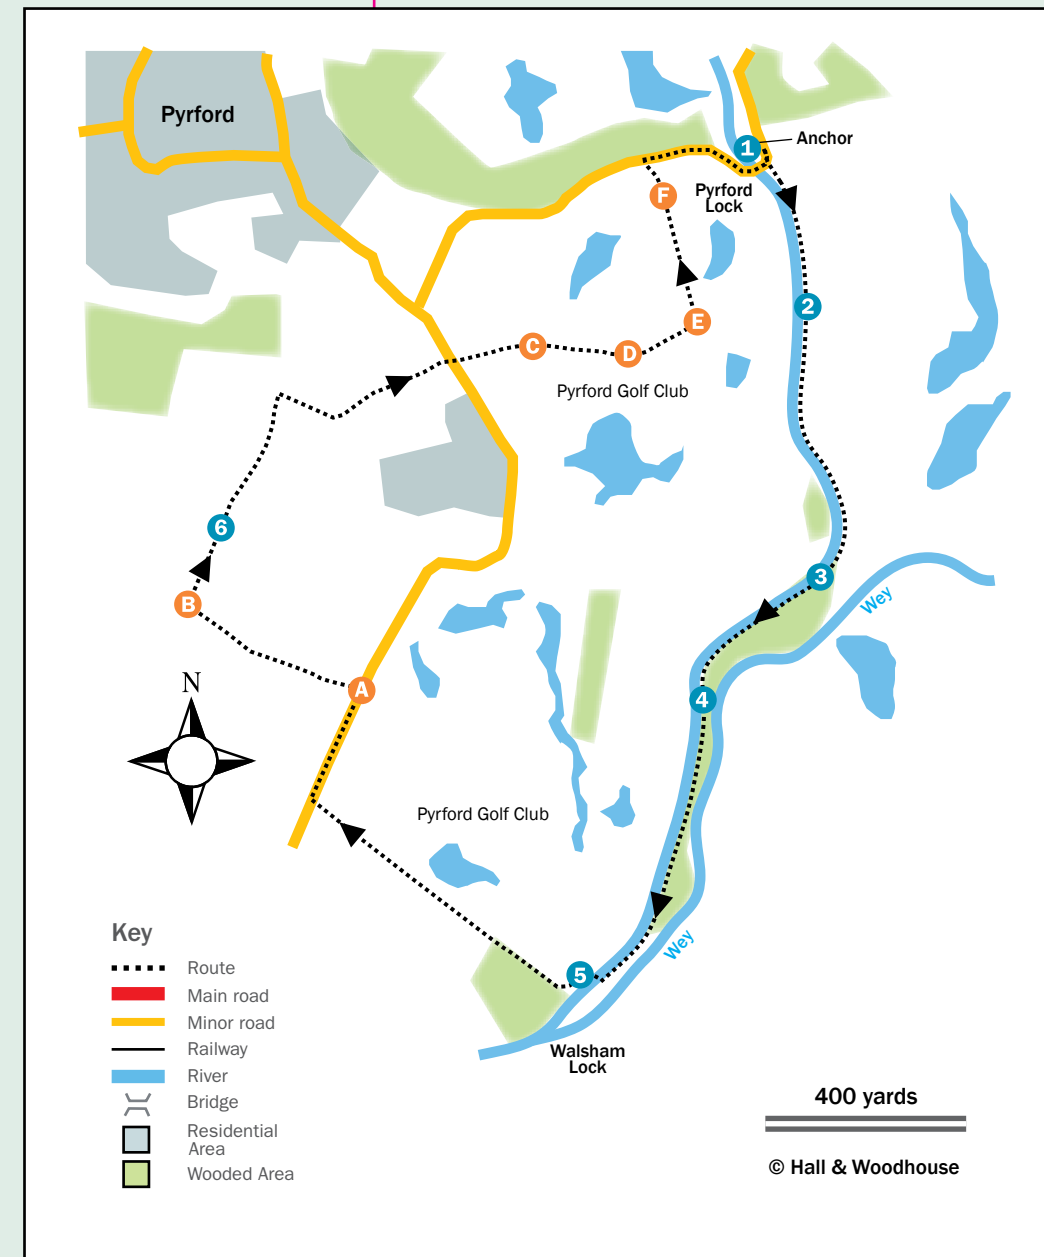 Pyrford
1
Anchor
F
Pyrford
Lock
2
E
C
D
Pyrford Golf Club
6
3
B
Wey
N
A
4
Pyrford Golf Club
Wey
5
Walsham
Lock
Key
Route
Main road
Minor road
Railway
River
Bridge
Residential
Area
Wooded Area
400 yards
© Hall & Woodhouse